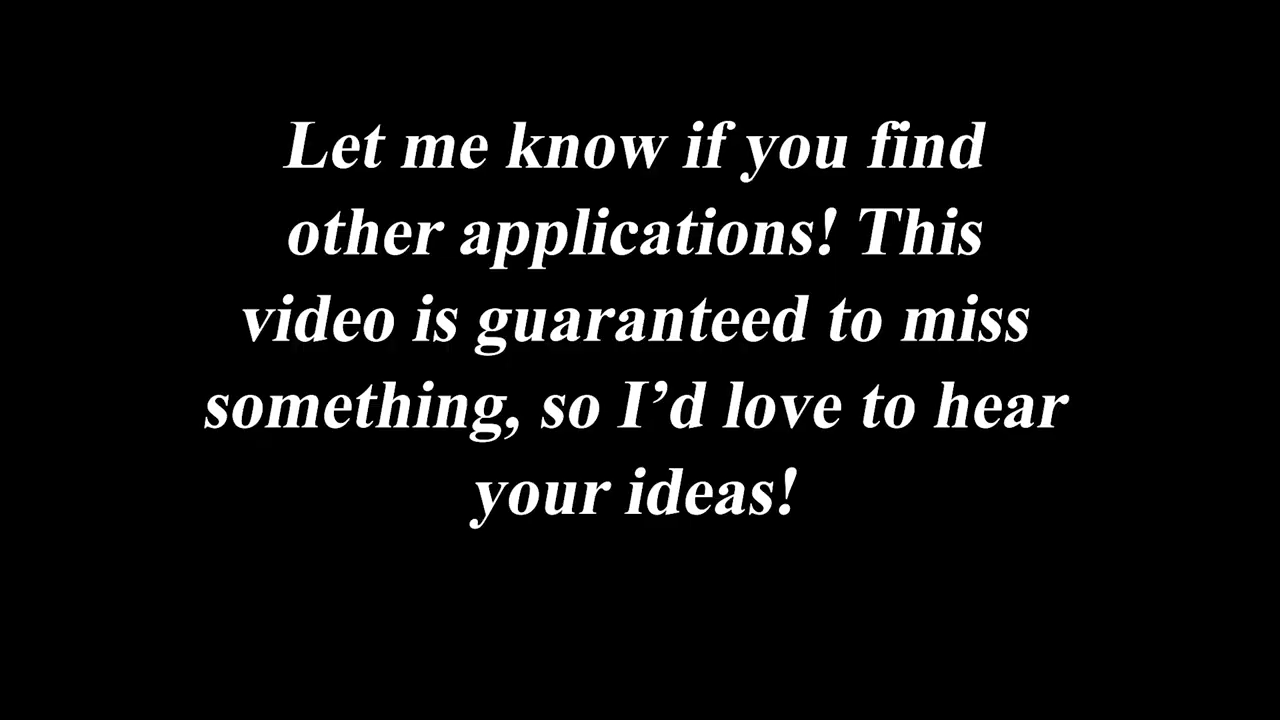 Let me know if you find
other applications! This
video is guaranteed to miss
something, so I’d love to hear
your ideas!